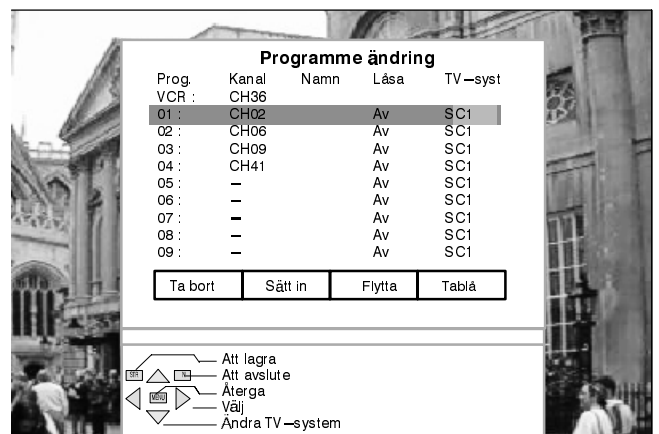 Programme ändring
Prog. Kanal Namn Låsa TV-syst
VCR : CH36
01 : CH02 Av SC1
02 : CH06 Av SC1
03 : CH09 Av SC1
04 : CH41 Av SC1
05 : – Av SC1
06 : – Av SC1
07 : – Av SC1
08 : – Av SC1
09 : – Av SC1
Ta bort Sätt in Flytta Tablå
Att lagra
STR N Att avslute
MENU Återga
Välj
Ändra TV-system